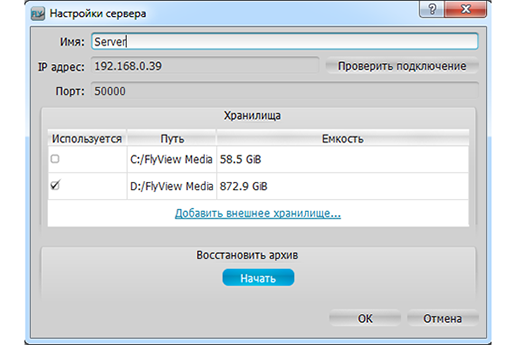 Настройки сервера
Имя: Server
IP адрес: 192.168.0.39 Проверить подключение
Порт: 50000
Хранилища
Используется Путь Емкость
C:/FlyView Media 58.5 GiB
D:/FlyView Media 872.9 GiB
Добавить внешнее хранилище...
Восстановить архив
Начать
OK Отмена